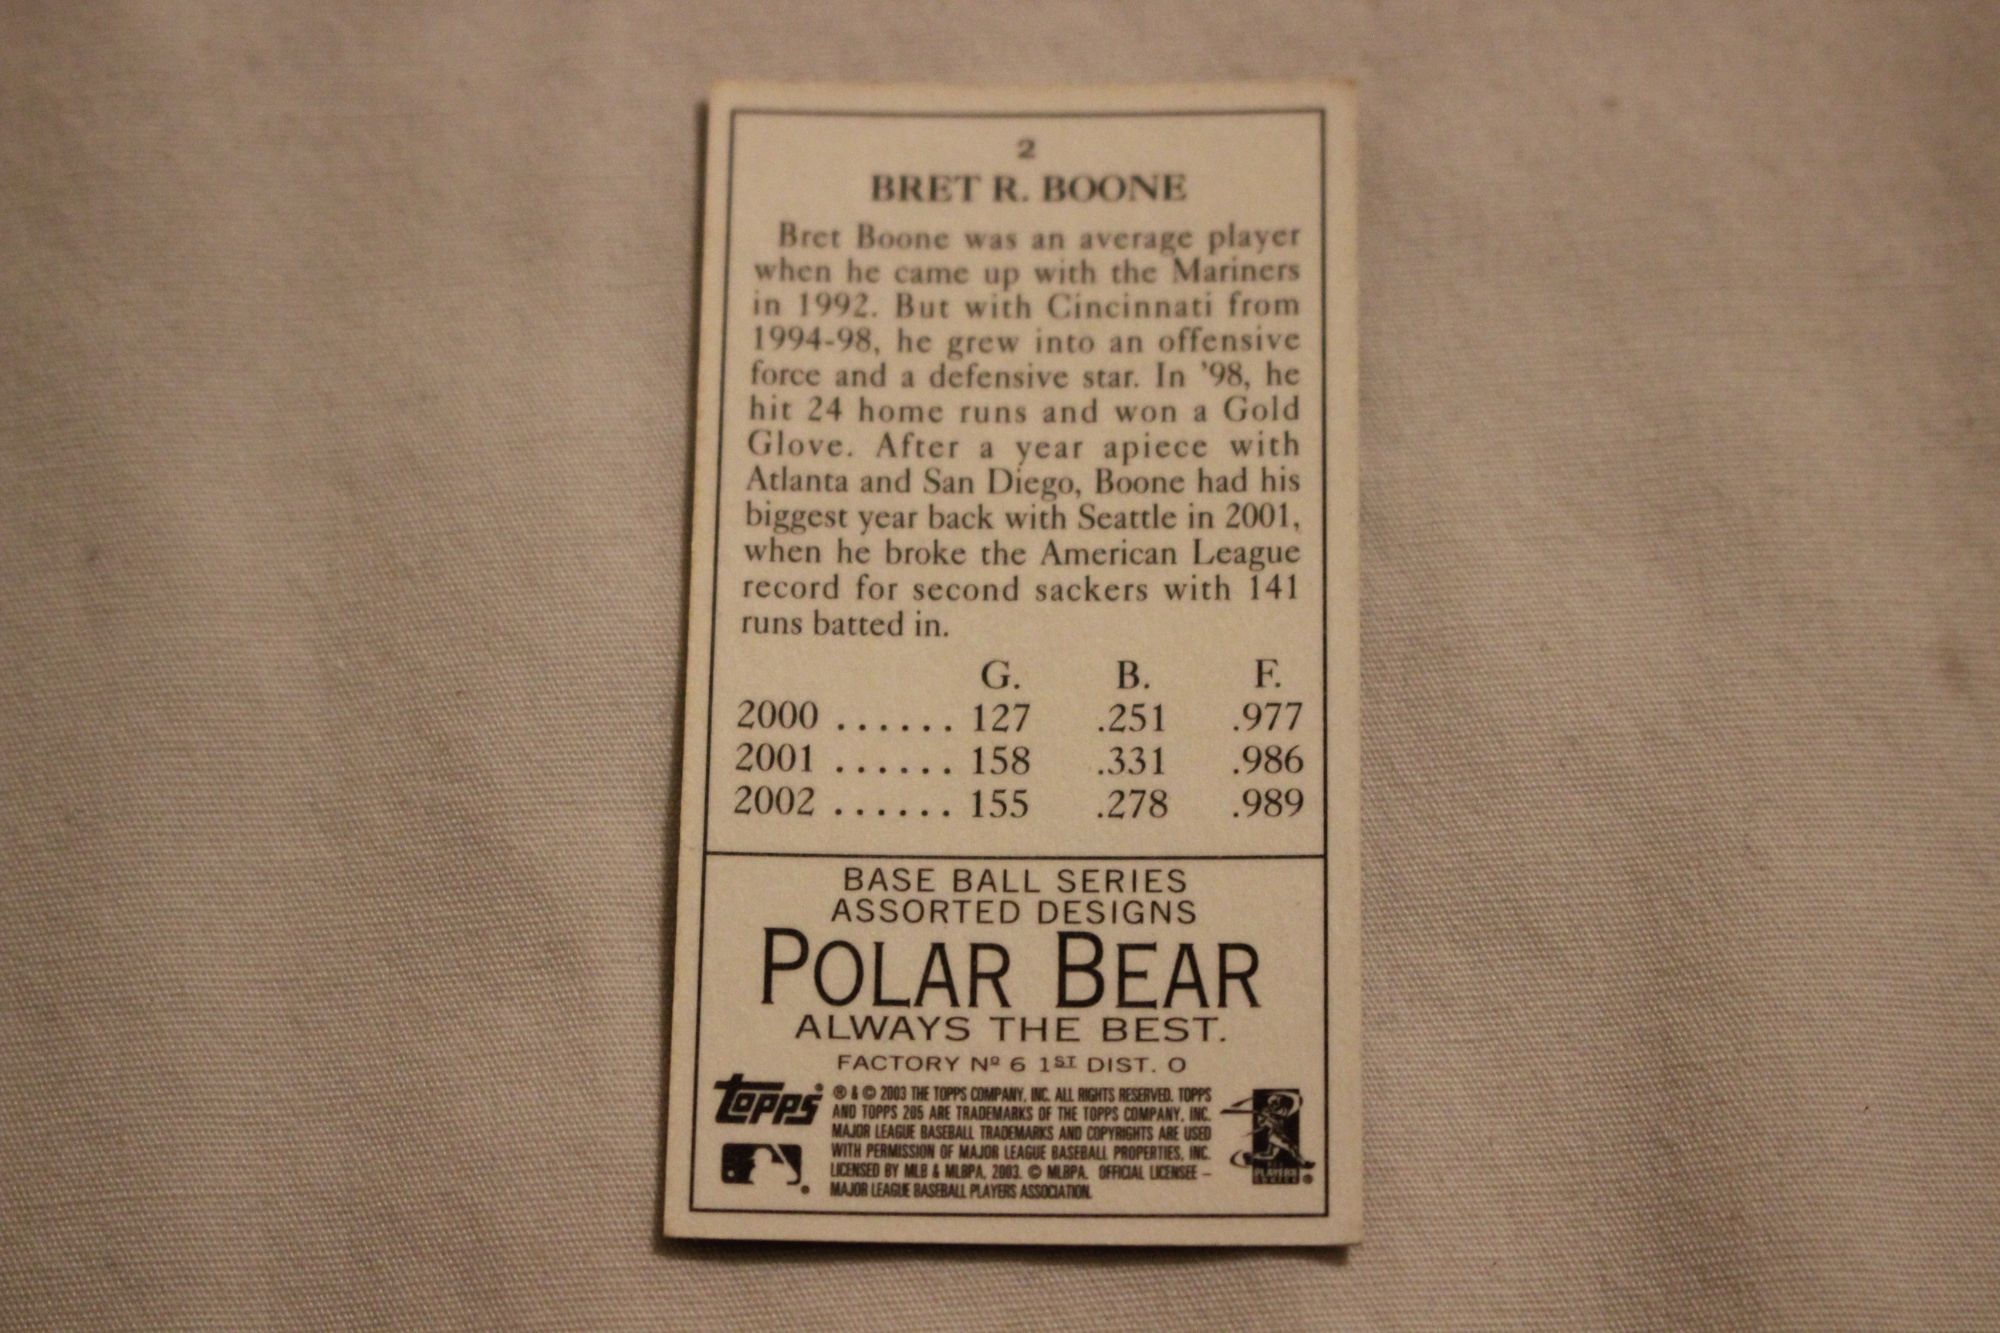 2
BRET R. BOONE
Bret Boone was an average player
when he came up with the Mariners
in 1992. But with Cincinnati from
1994-98, he grew into an offensive
force and a defensive star. In '98, he
hit 24 home runs and won a Gold
Glove. After a year apiece with
Atlanta and San Diego, Boone had his
biggest year back with Seattle in 2001,
when he broke the American League
record for second sackers with 141
runs batted in.
G. B. F.
2000 ...... 127 .251 .977
2001 ...... 158 .331 .986
2002 ...... 155 .278 .989
BASE BALL SERIES
ASSORTED DESIGNS
POLAR BEAR
ALWAYS THE BEST.
FACTORY Nº 6 1ST DIST. O
Topps®
® & © 2003 THE TOPPS COMPANY, INC. ALL RIGHTS RESERVED. TOPPS
AND TOPPS 205 ARE TRADEMARKS OF THE TOPPS COMPANY, INC.
MAJOR LEAGUE BASEBALL TRADEMARKS AND COPYRIGHTS ARE USED
WITH PERMISSION OF MAJOR LEAGUE BASEBALL PROPERTIES, INC.
LICENSED BY MLB & MLBPA, 2003. © MLBPA. OFFICIAL LICENSEE –
MAJOR LEAGUE BASEBALL PLAYERS ASSOCIATION.
PLAYERS